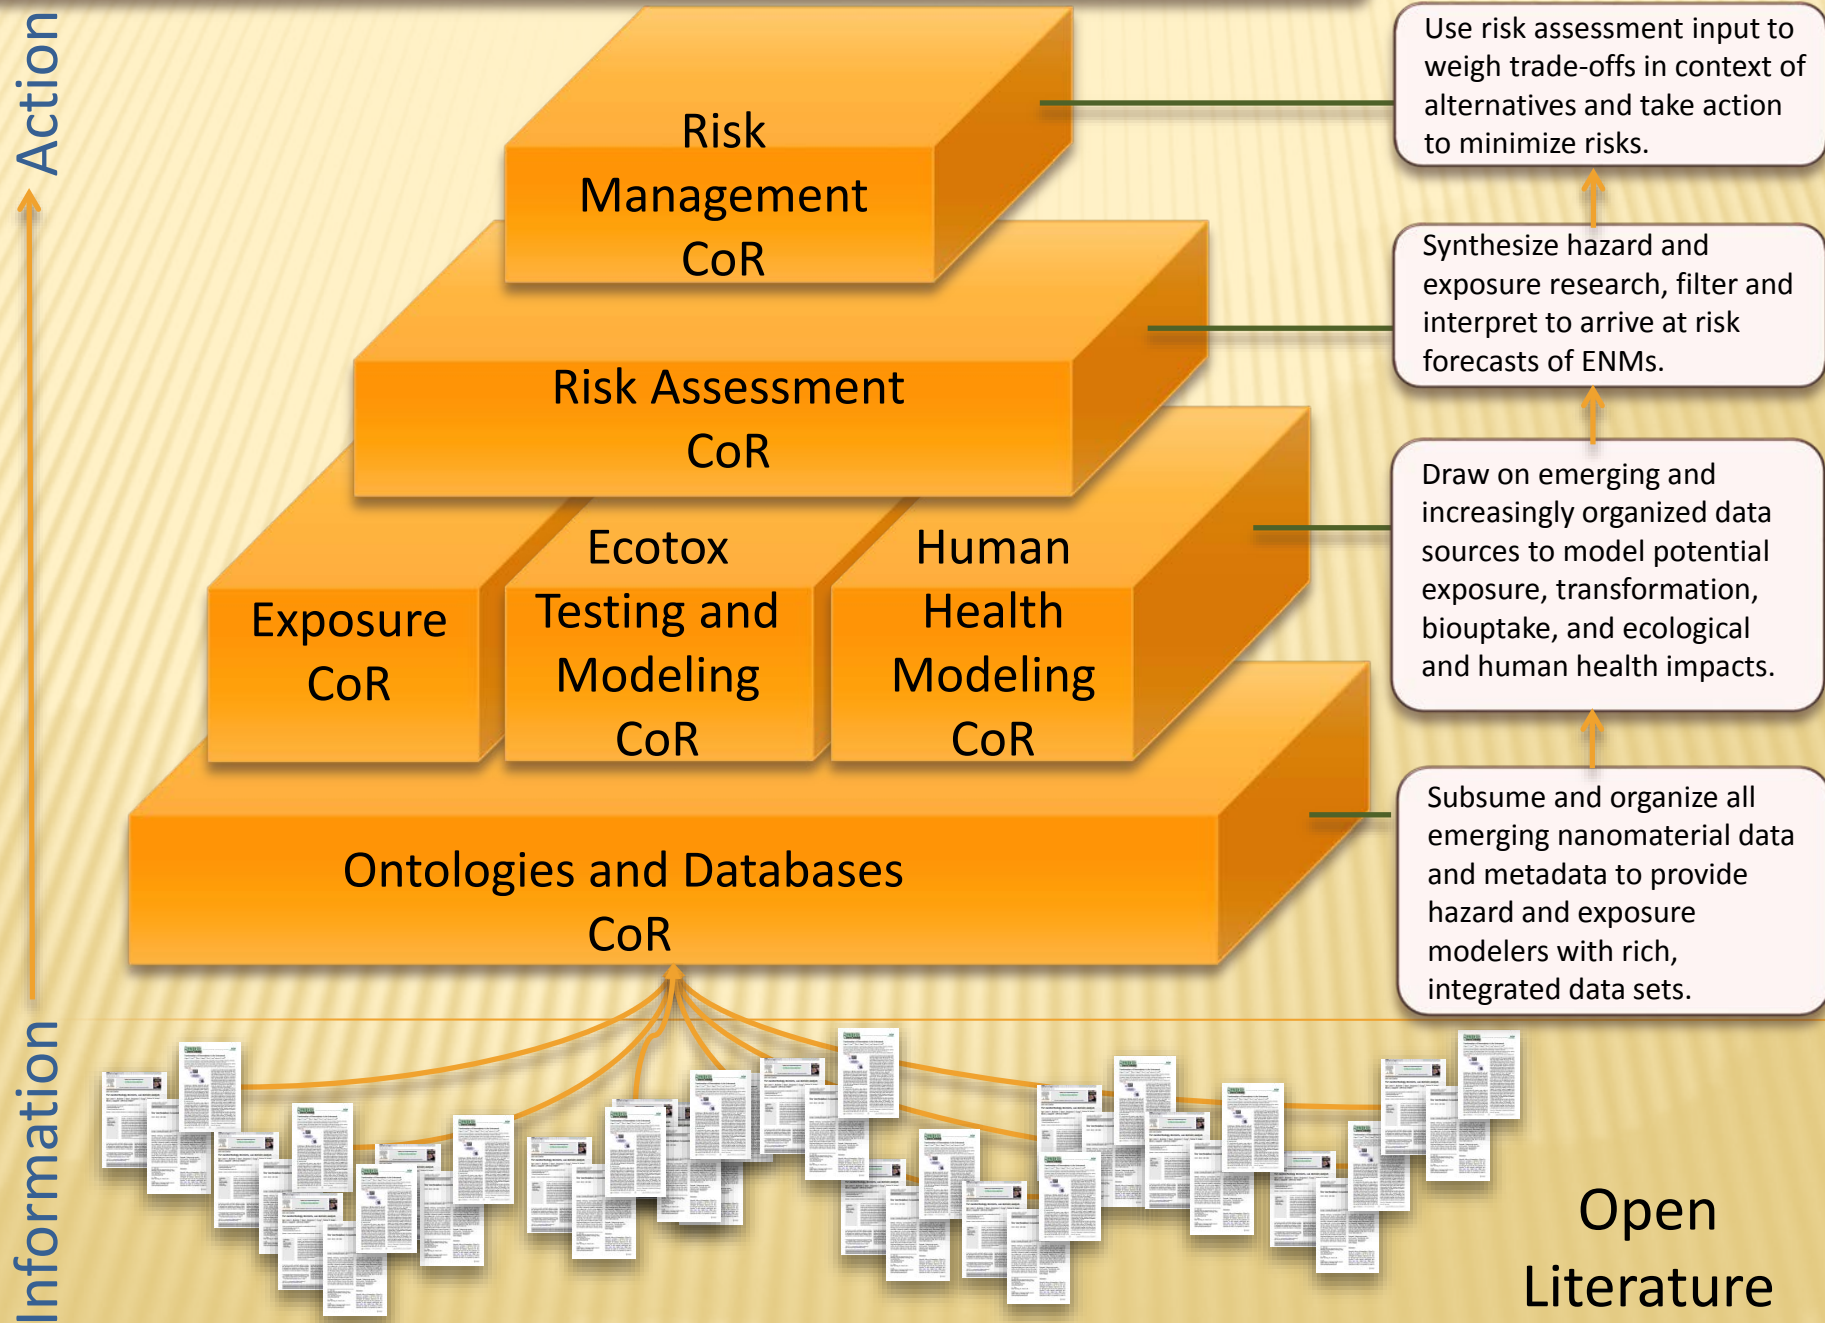 Action
Information
Risk
Management
CoR
Risk Assessment
CoR
Exposure
CoR
Ecotox
Testing and
Modeling
CoR
Human
Health
Modeling
CoR
Ontologies and Databases
CoR
Use risk assessment input to
weigh trade-offs in context of
alternatives and take action
to minimize risks.
Synthesize hazard and
exposure research, filter and
interpret to arrive at risk
forecasts of ENMs.
Draw on emerging and
increasingly organized data
sources to model potential
exposure, transformation,
biouptake, and ecological
and human health impacts.
Subsume and organize all
emerging nanomaterial data
and metadata to provide
hazard and exposure
modelers with rich,
integrated data sets.
Open
Literature